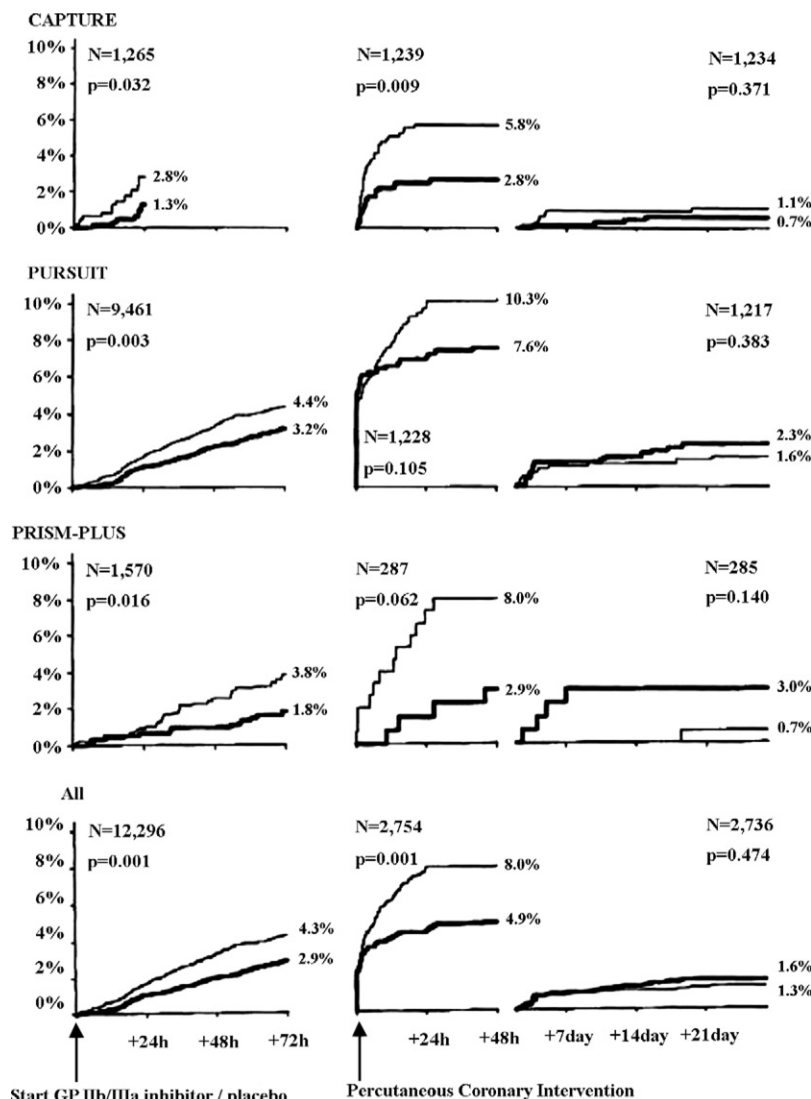 CAPTURE
10% N=1,265 N=1,239 N=1,234
8% p=0.032 p=0.009 p=0.371
6% 5.8%
4%
2.8% 2.8%
2% 1.3% 1.1%
0% 0.7%
PURSUIT
10% N=9,461 10.3% N=1,217
8% p=0.003 7.6% p=0.383
6%
4% 4.4% N=1,228
3.2% p=0.105 2.3%
2% 1.6%
0%
PRISM-PLUS
10% N=1,570 N=287 N=285
8% p=0.016 p=0.062 8.0% p=0.140
6%
4% 3.8%
2.9% 3.0%
2% 1.8%
0% 0.7%
All
10% N=12,296 N=2,754 N=2,736
8% p=0.001 p=0.001 8.0% p=0.474
6%
4% 4.3% 4.9%
2.9%
2% 1.6%
0% 1.3%
+24h +48h +72h +24h +48h +7day +14day +21day
Start GP IIb/IIIa inhibitor / placebo Percutaneous Coronary Intervention